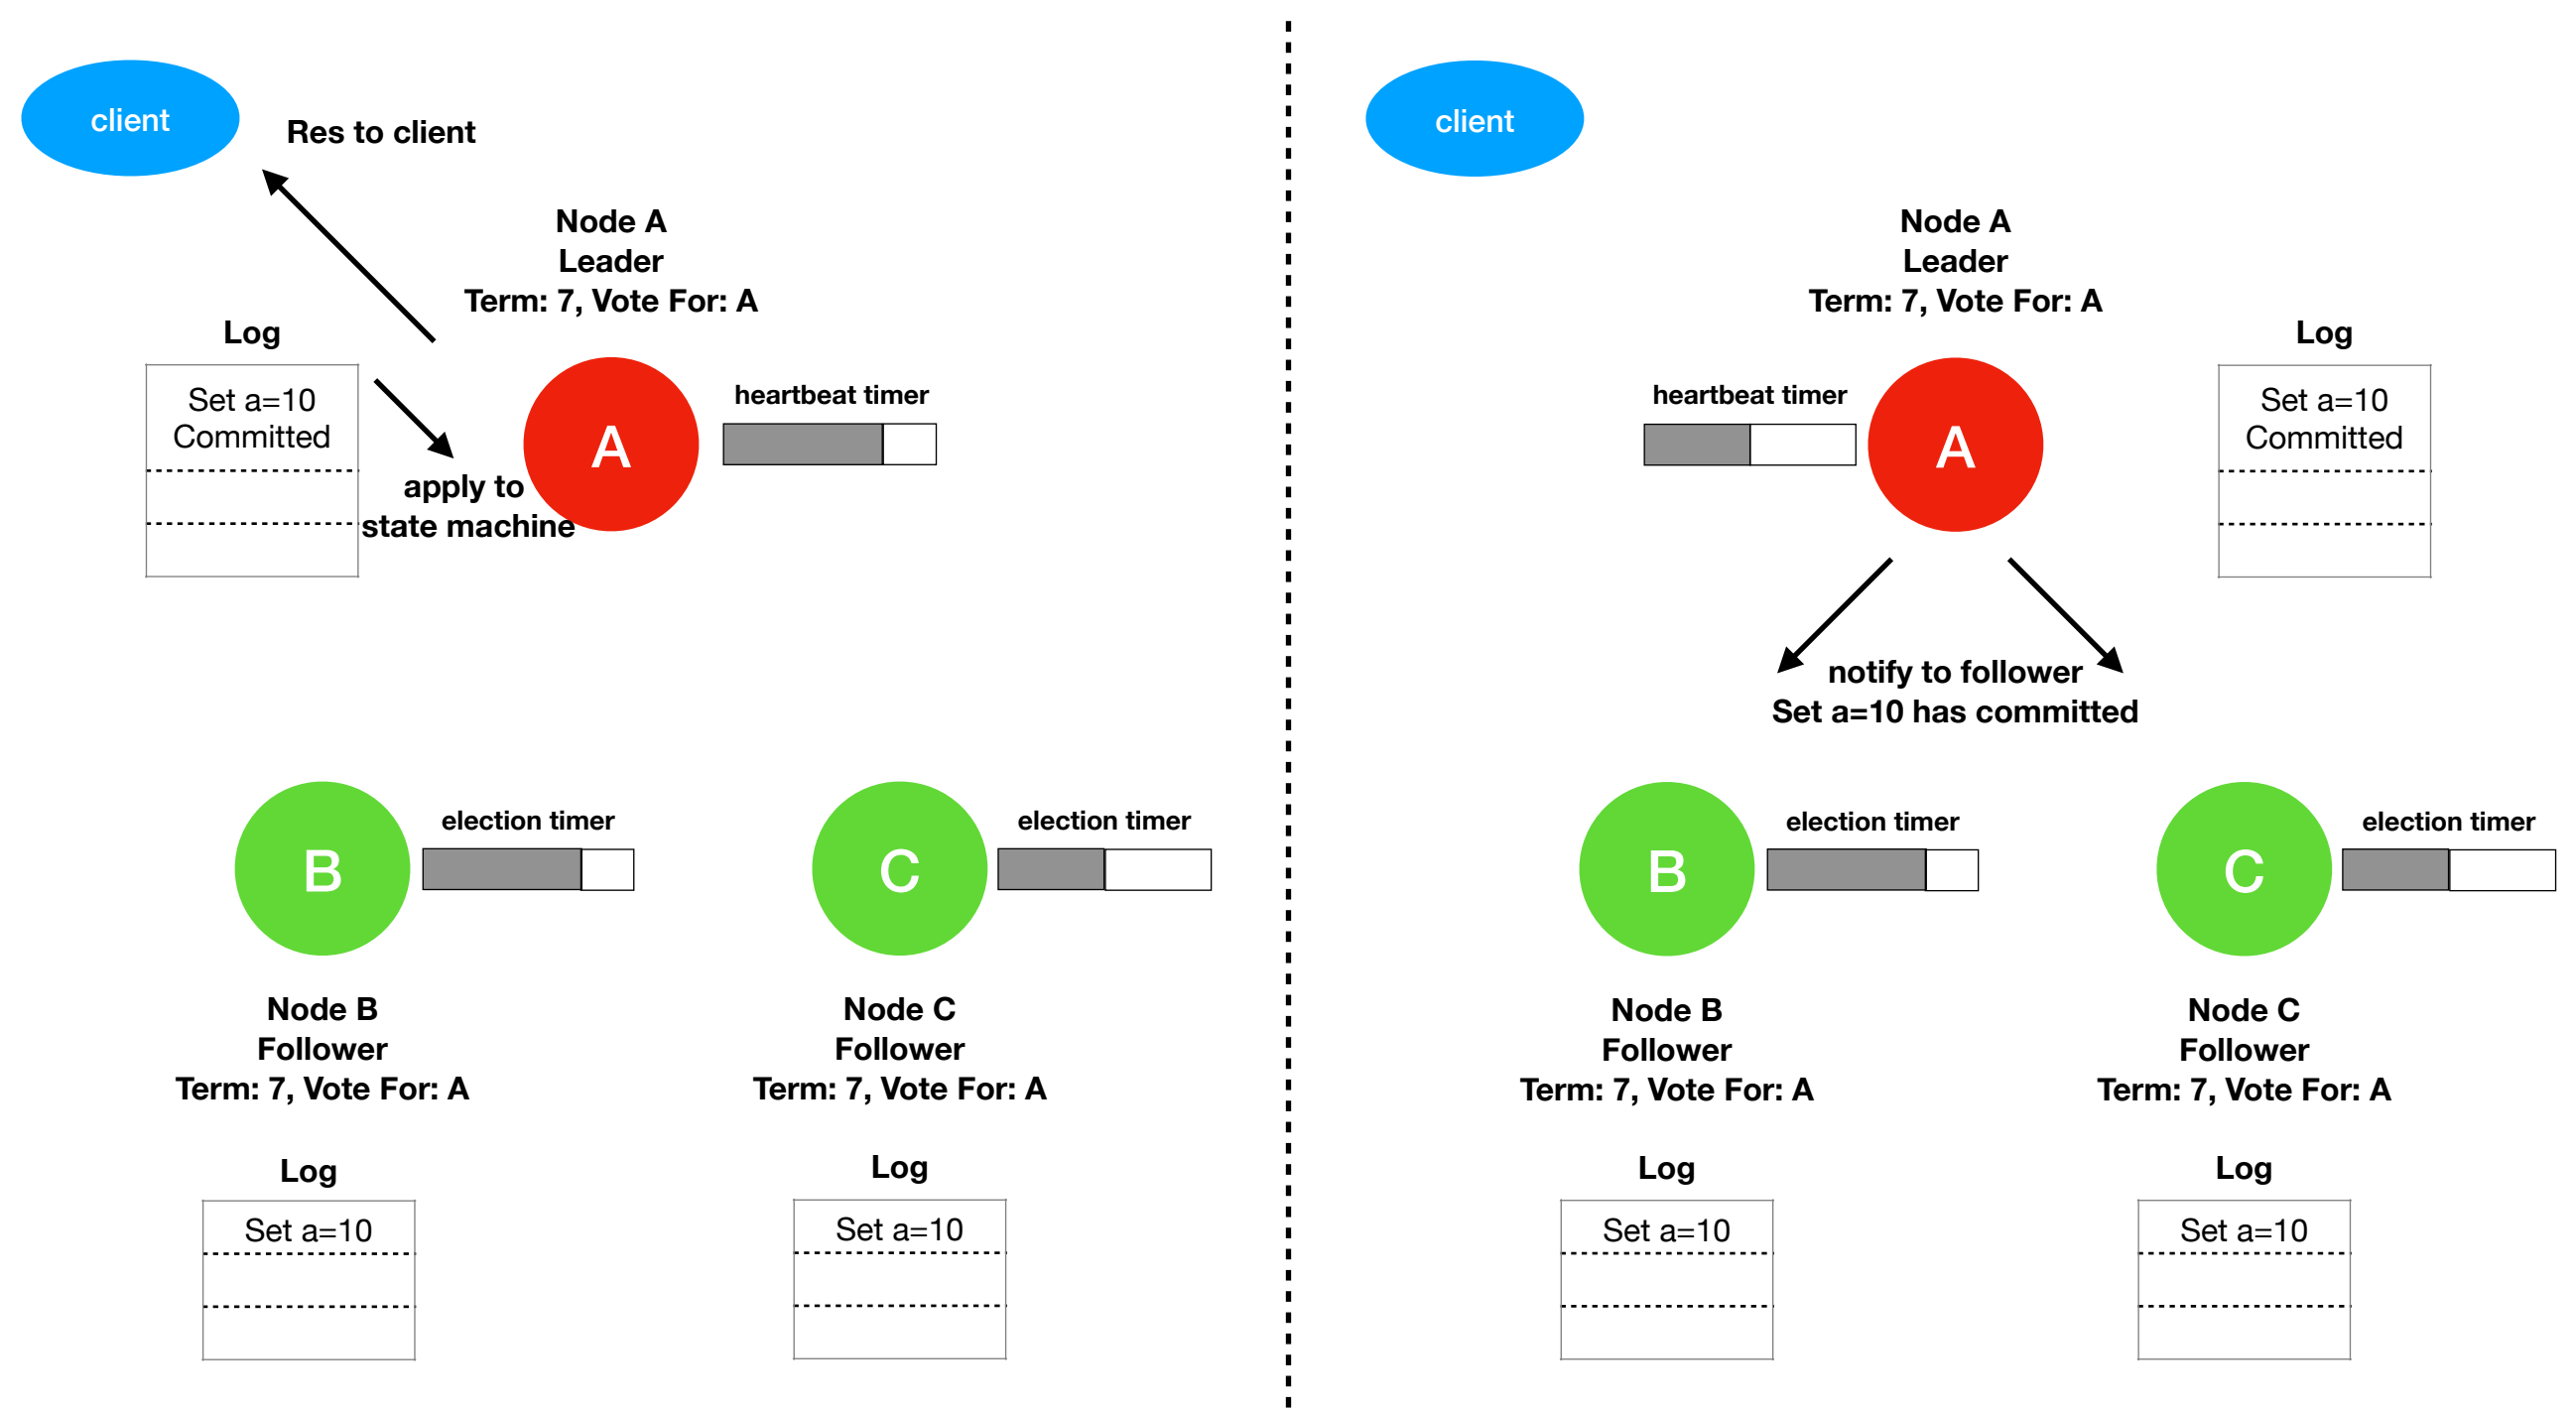 client
Res to client
Node A
Leader
Term: 7, Vote For: A
Log
Set a=10
Committed
apply to
state machine
A
heartbeat timer
B
election timer
C
election timer
Node B
Follower
Term: 7, Vote For: A
Node C
Follower
Term: 7, Vote For: A
Log
Set a=10
Log
Set a=10
client
Node A
Leader
Term: 7, Vote For: A
heartbeat timer
A
Log
Set a=10
Committed
notify to follower
Set a=10 has committed
B
election timer
C
election timer
Node B
Follower
Term: 7, Vote For: A
Node C
Follower
Term: 7, Vote For: A
Log
Set a=10
Log
Set a=10